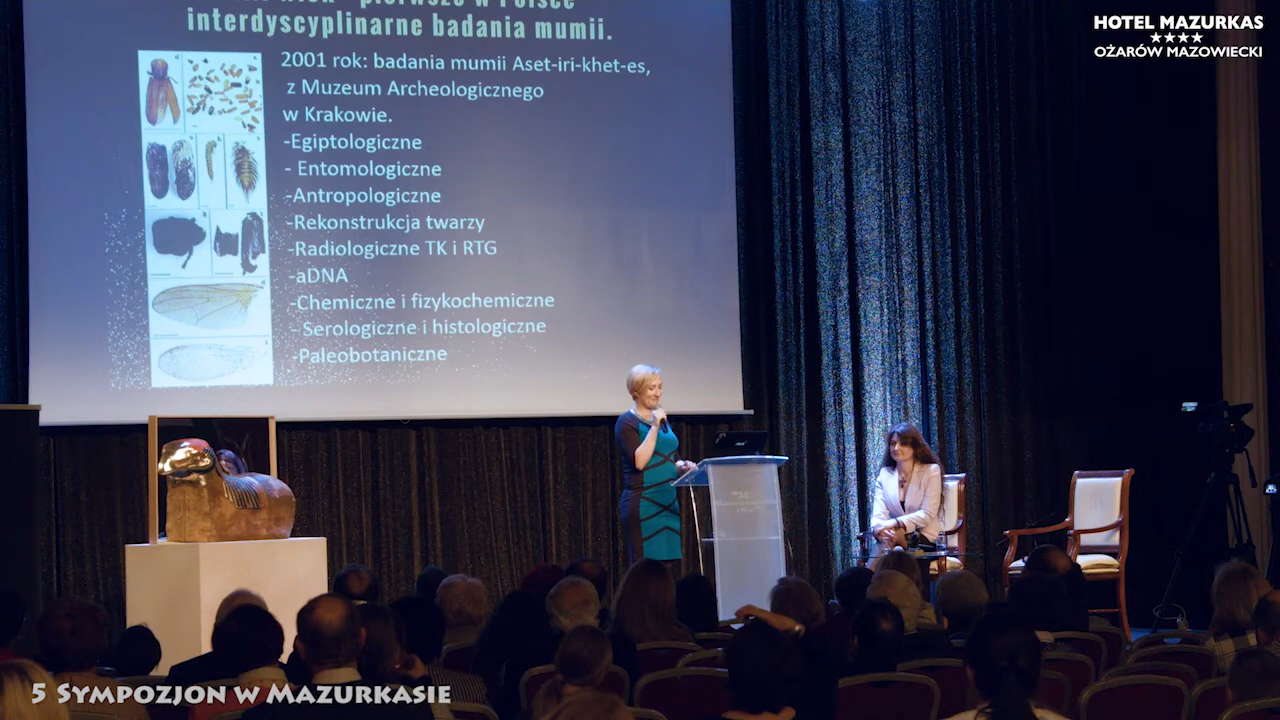 interdyscyplinarne badania mumii.
2001 rok: badania mumii Aset-iri-khet-es,
z Muzeum Archeologicznego
w Krakowie.
-Egiptologiczne
- Entomologiczne
-Antropologiczne
-Rekonstrukcja twarzy
-Radiologiczne TK i RTG
-aDNA
-Chemiczne i fizykochemiczne
- Serologiczne i histologiczne
-Paleobotaniczne
HOTEL MAZURKAS
★★★★
OŻARÓW MAZOWIECKI
5 Sympozjon w Mazurkasie